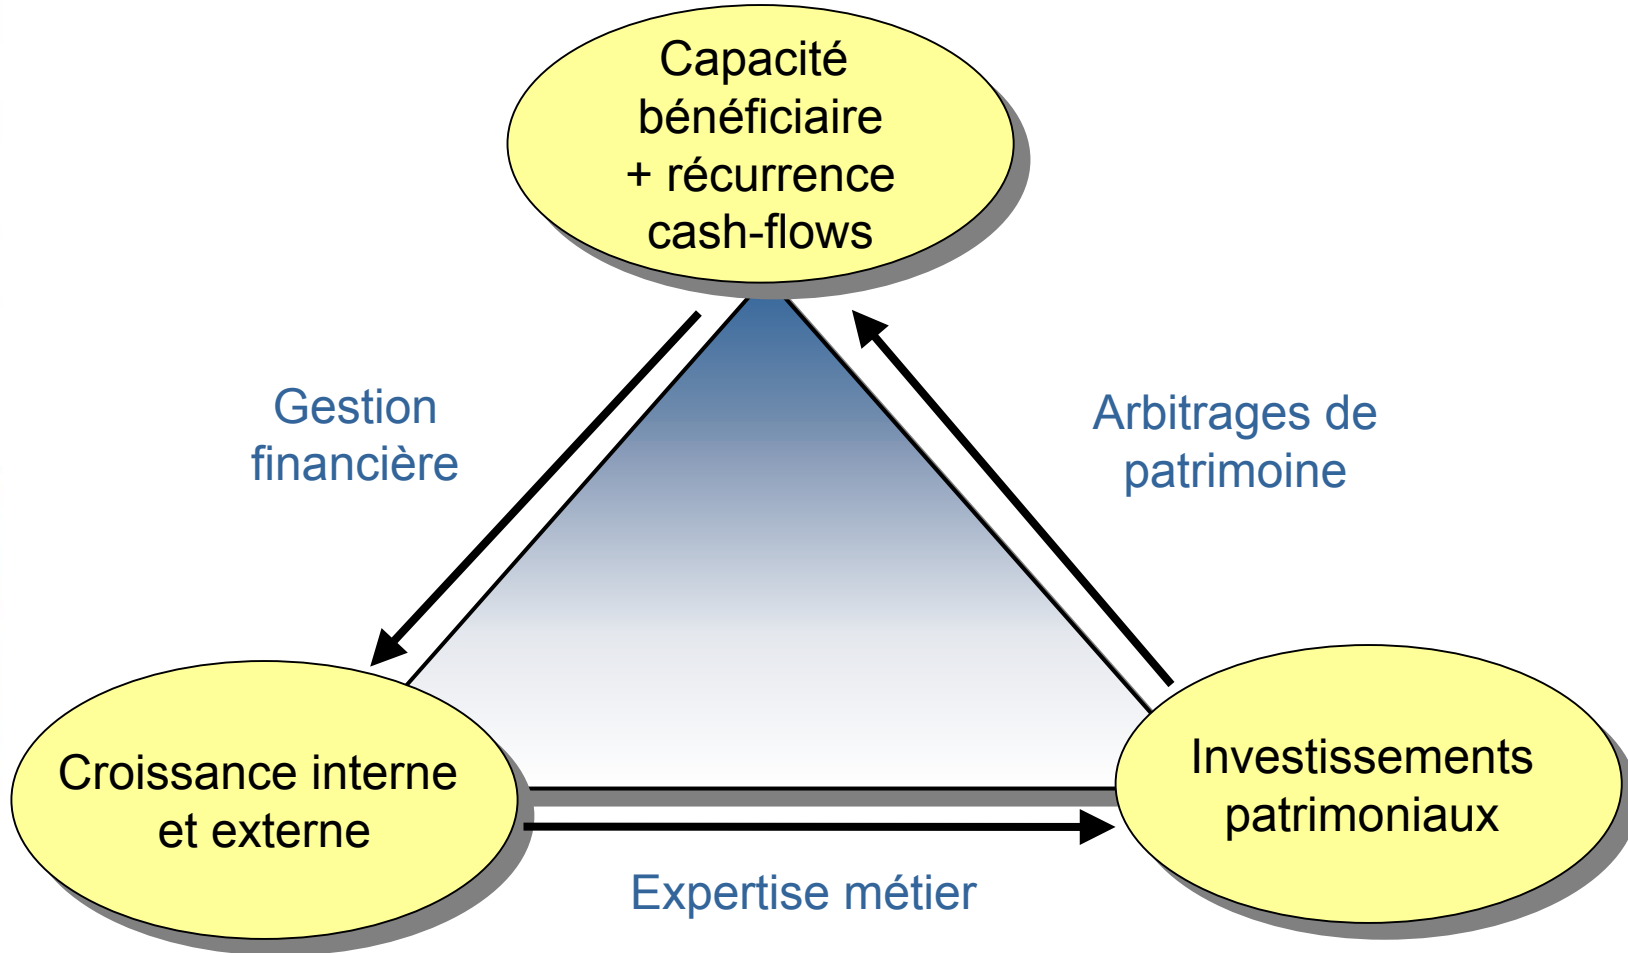 Capacité
bénéficiaire
+ récurrence
cash-flows
Gestion
financière
Arbitrages de
patrimoine
Croissance interne
et externe
Investissements
patrimoniaux
Expertise métier